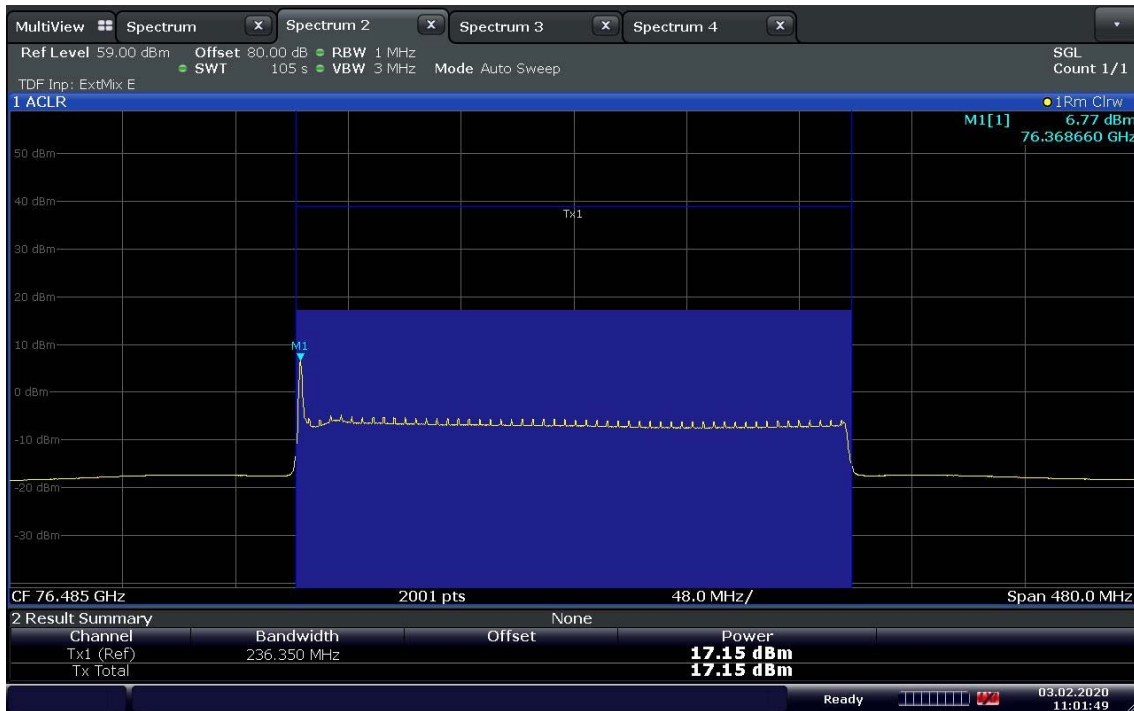 MultiView Spectrum X Spectrum 2 X Spectrum 3 X Spectrum 4 X
Ref Level 59.00 dBm Offset 80.00 dB RBW 1 MHz SGL
SWT 105 s VBW 3 MHz Mode Auto Sweep Count 1/1
TDF Inp: ExtMix E
1 ACLR 1Rm Clrw
M1[1] 6.77 dBm
76.368660 GHz
50 dBm
40 dBm
Tx1
30 dBm
20 dBm
10 dBm
M1
0 dBm
-10 dBm
-20 dBm
-30 dBm
CF 76.485 GHz 2001 pts 48.0 MHz/ Span 480.0 MHz
2 Result Summary None
Channel Bandwidth Offset Power
Tx1 (Ref) 236.350 MHz 17.15 dBm
Tx Total 17.15 dBm
Ready 03.02.2020
11:01:49